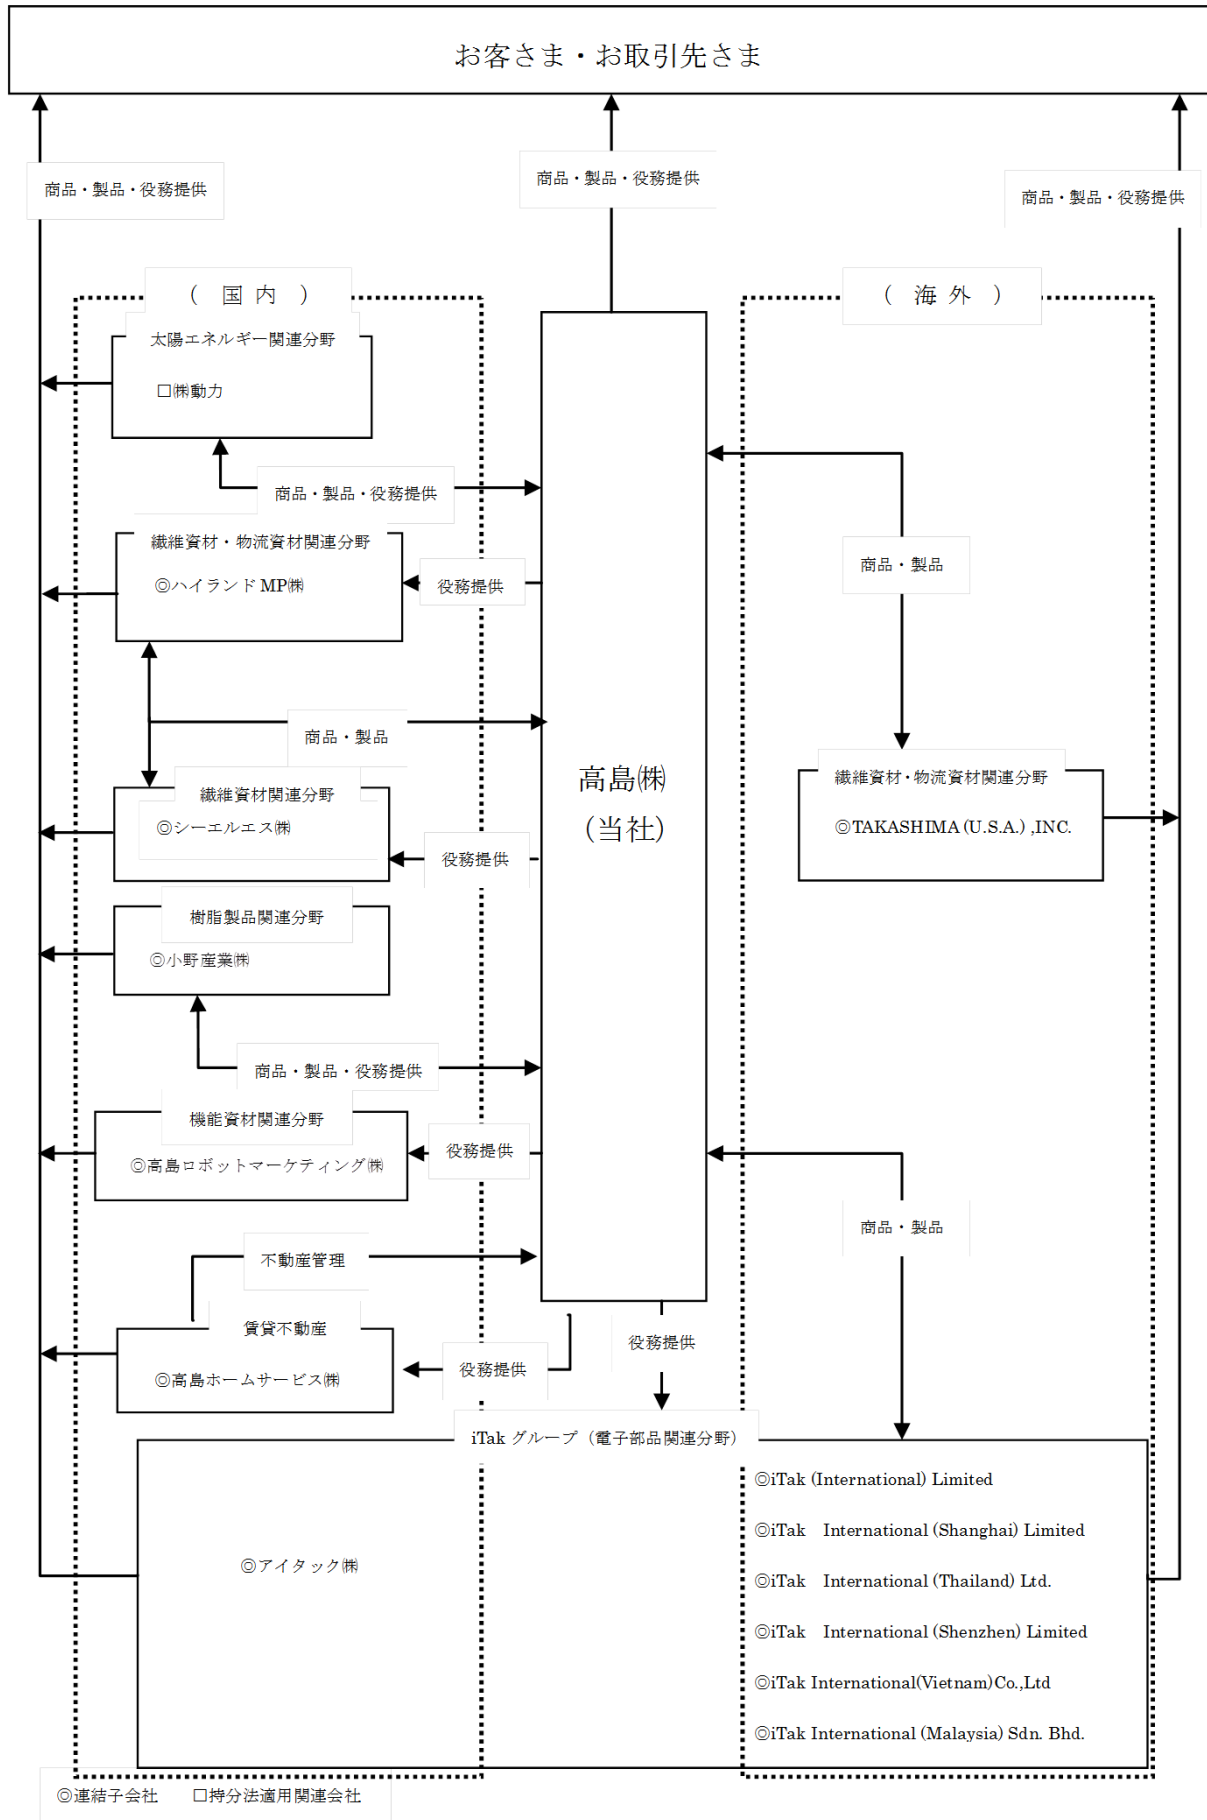 お客さま・お取引先さま
商品・製品・役務提供
商品・製品・役務提供
商品・製品・役務提供
（ 国 内 ）
（ 海 外 ）
太陽エネルギー関連分野
□㈱動力
商品・製品・役務提供
繊維資材・物流資材関連分野
◎ハイランド MP㈱
役務提供
商品・製品
商品・製品
繊維資材関連分野
◎シーエルエス㈱
役務提供
高島㈱
（当社）
繊維資材・物流資材関連分野
◎TAKASHIMA (U.S.A.) ,INC.
樹脂製品関連分野
◎小野産業㈱
商品・製品・役務提供
機能資材関連分野
◎高島ロボットマーケティング㈱
役務提供
商品・製品
不動産管理
賃貸不動産
◎高島ホームサービス㈱
役務提供
役務提供
iTak グループ（電子部品関連分野）
◎アイタック㈱
◎iTak (International) Limited
◎iTak　International (Shanghai) Limited
◎iTak　International (Thailand) Ltd.
◎iTak　International (Shenzhen) Limited
◎iTak International(Vietnam)Co.,Ltd
◎iTak International (Malaysia) Sdn. Bhd.
◎連結子会社　　□持分法適用関連会社